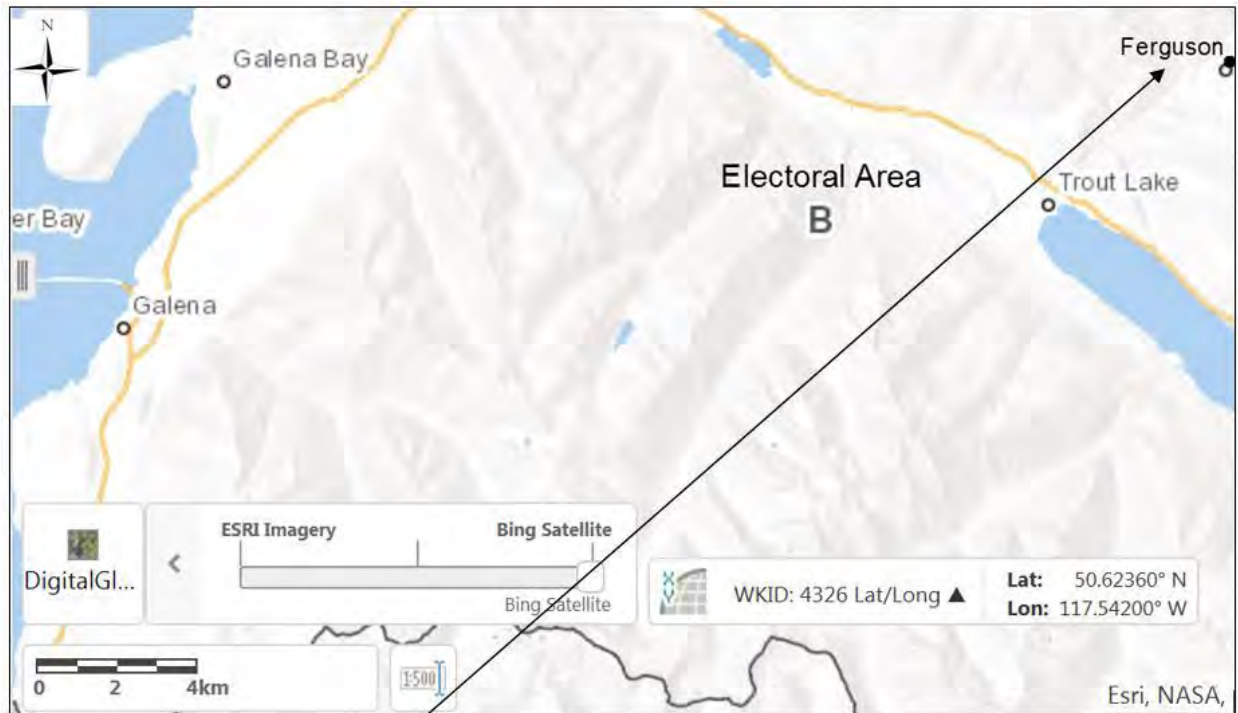 N
Galena Bay
Ferguson
Electoral Area
B
Trout Lake
er Bay
Galena
ESRI Imagery
Bing Satellite
DigitalGl...
<
Bing Satellite
X
Y
WKID: 4326 Lat/Long ▲
Lat: 50.62360° N
Lon: 117.54200° W
0 2 4km
1:500
Esri, NASA,